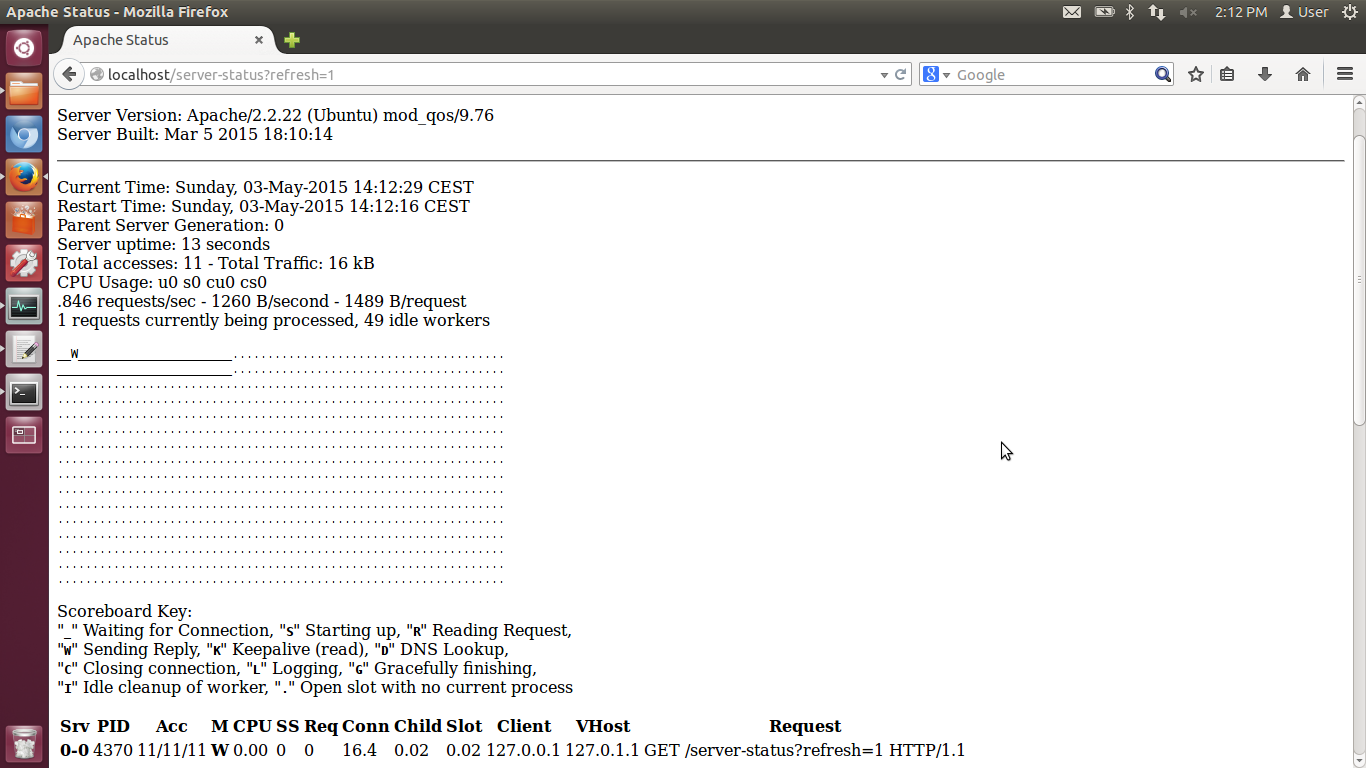 Apache Status - Mozilla Firefox
2:12 PM
User
Apache Status
localhost/server-status?refresh=1
Google
Server Version: Apache/2.2.22 (Ubuntu) mod_qos/9.76
Server Built: Mar 5 2015 18:10:14
Current Time: Sunday, 03-May-2015 14:12:29 CEST
Restart Time: Sunday, 03-May-2015 14:12:16 CEST
Parent Server Generation: 0
Server uptime: 13 seconds
Total accesses: 11 - Total Traffic: 16 kB
CPU Usage: u0 s0 cu0 cs0
.846 requests/sec - 1260 B/second - 1489 B/request
1 requests currently being processed, 49 idle workers
__W______________________.......................................
_________________________.......................................
................................................................
................................................................
................................................................
................................................................
................................................................
................................................................
................................................................
................................................................
................................................................
................................................................
................................................................
................................................................
................................................................
................................................................
Scoreboard Key:
"_" Waiting for Connection, "S" Starting up, "R" Reading Request,
"W" Sending Reply, "K" Keepalive (read), "D" DNS Lookup,
"C" Closing connection, "L" Logging, "G" Gracefully finishing,
"I" Idle cleanup of worker, "." Open slot with no current process
Srv PID Acc M CPU SS Req Conn Child Slot Client VHost Request
0-0 4370 11/11/11 W 0.00 0 0 16.4 0.02 0.02 127.0.0.1 127.0.1.1 GET /server-status?refresh=1 HTTP/1.1